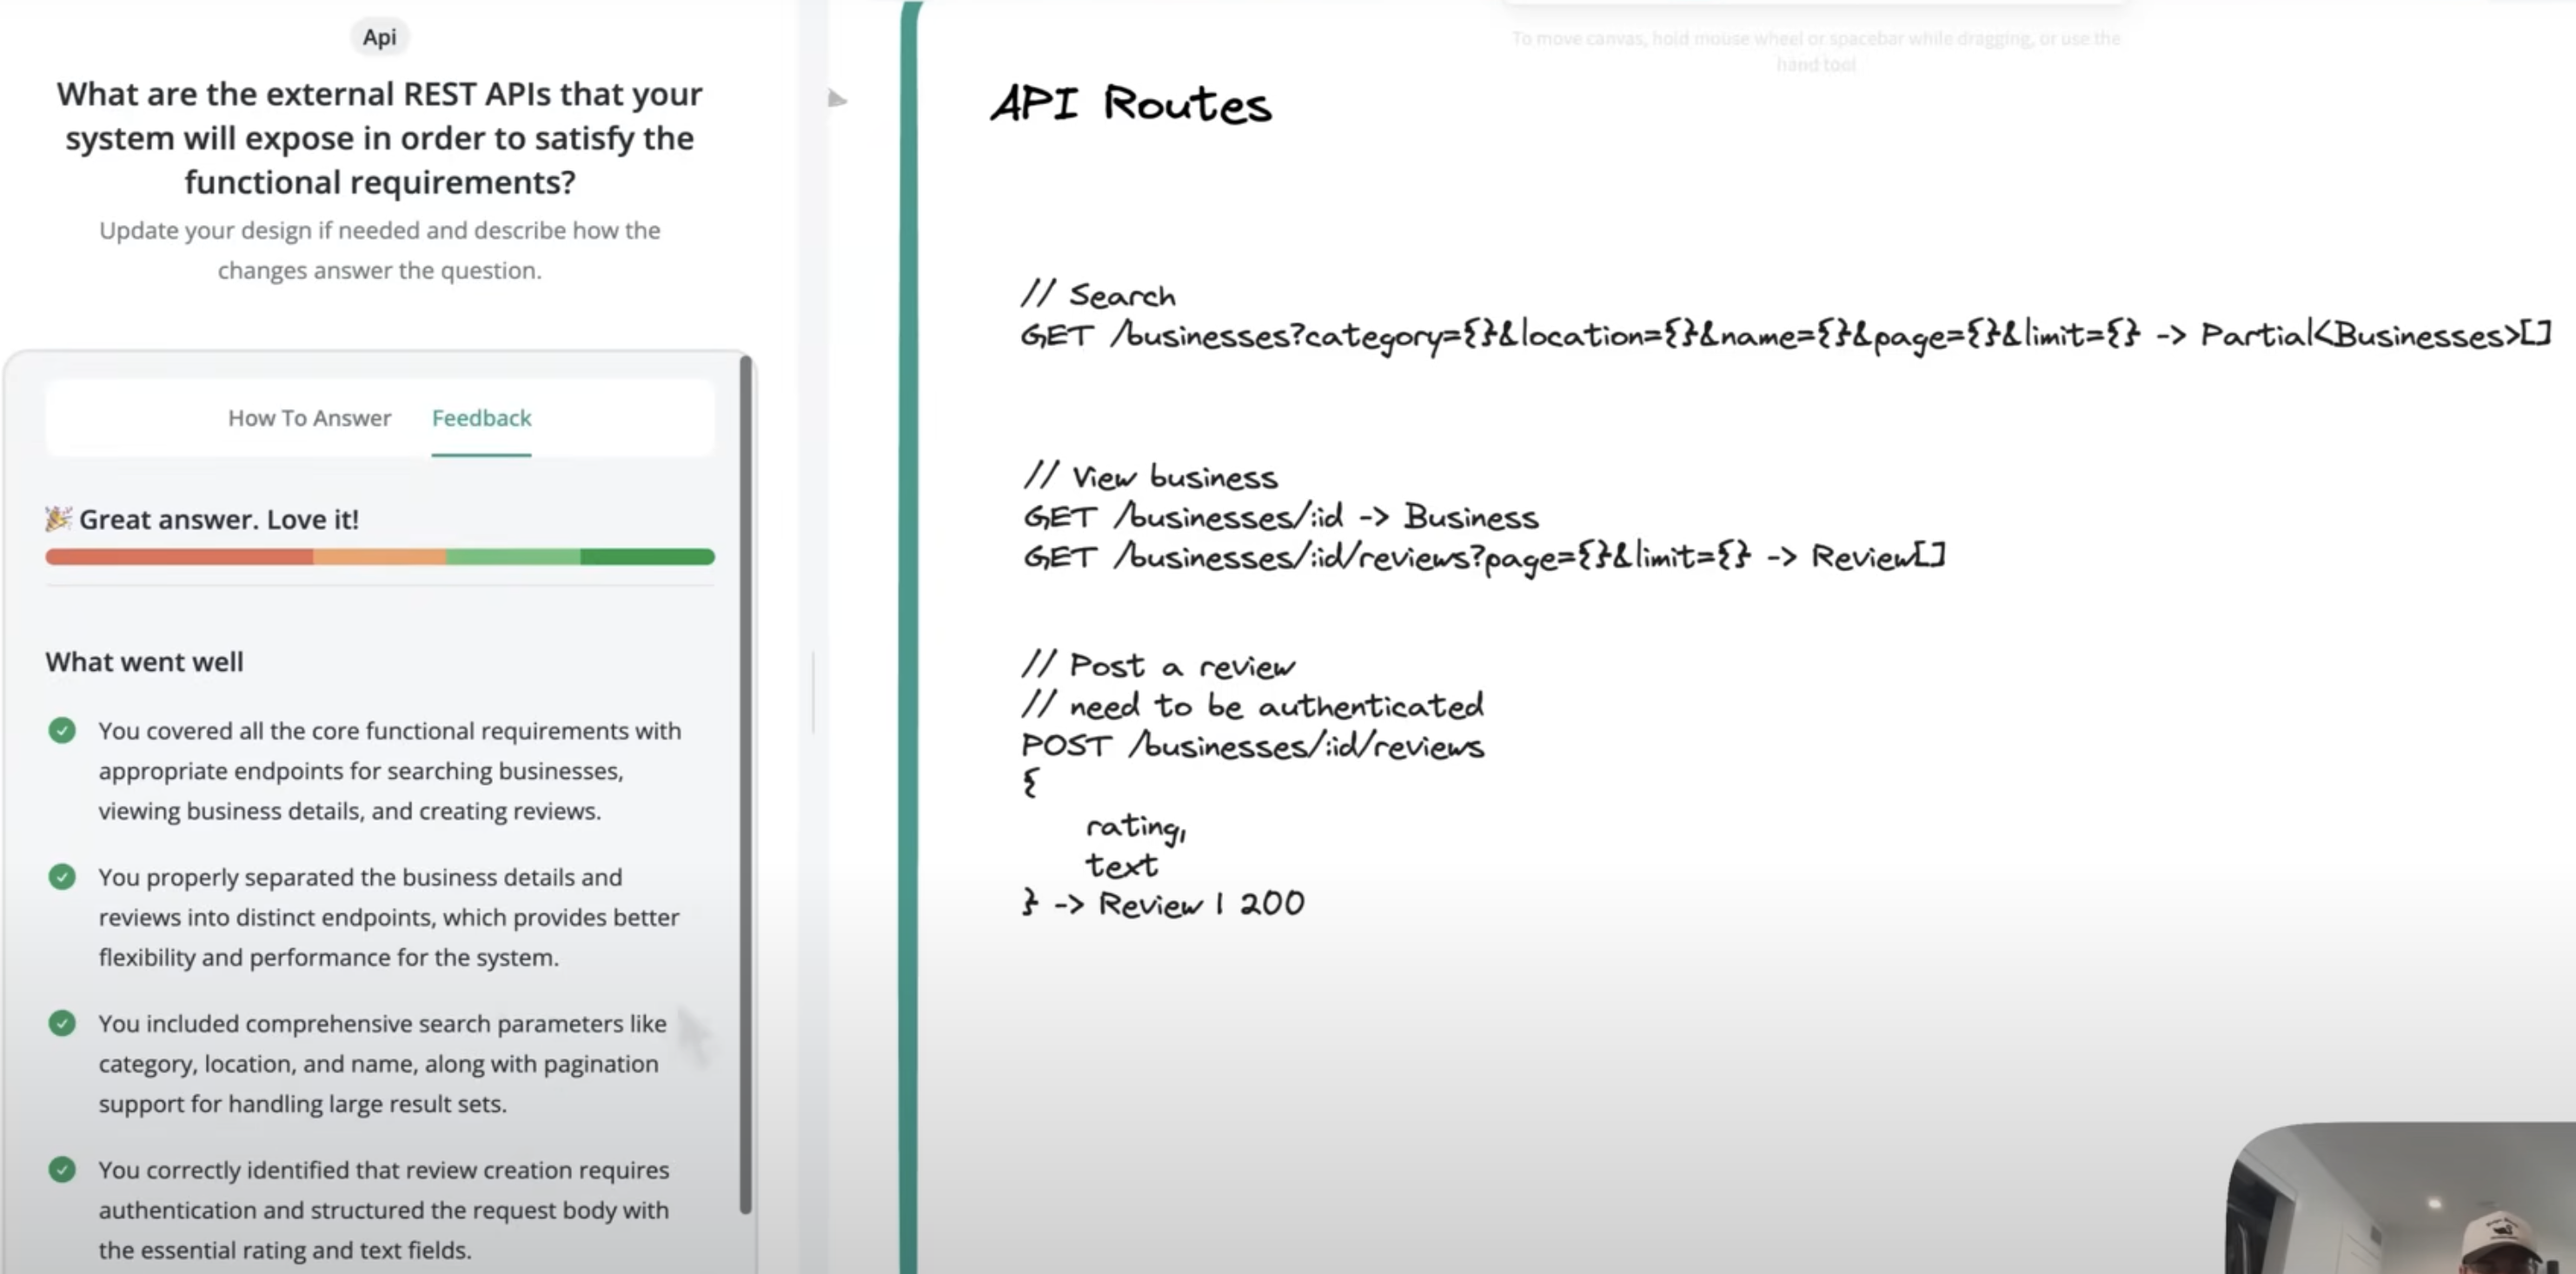 Api
What are the external REST APIs that your
system will expose in order to satisfy the
functional requirements?
Update your design if needed and describe how the
changes answer the question.
How To Answer Feedback
Great answer. Love it!
What went well
You covered all the core functional requirements with
appropriate endpoints for searching businesses,
viewing business details, and creating reviews.
You properly separated the business details and
reviews into distinct endpoints, which provides better
flexibility and performance for the system.
You included comprehensive search parameters like
category, location, and name, along with pagination
support for handling large result sets.
You correctly identified that review creation requires
authentication and structured the request body with
the essential rating and text fields.
To move canvas, hold mouse wheel or spacebar while dragging, or use the
hand tool
API Routes
// Search
GET /businesses?category={}&location={}&name={}&page={}&limit={} -> Partial<Businesses>[]
// View business
GET /businesses/:id -> Business
GET /businesses/:id/reviews?page={}&limit={} -> Review[]
// Post a review
// need to be authenticated
POST /businesses/:id/reviews
{
rating,
text
} -> Review | 200